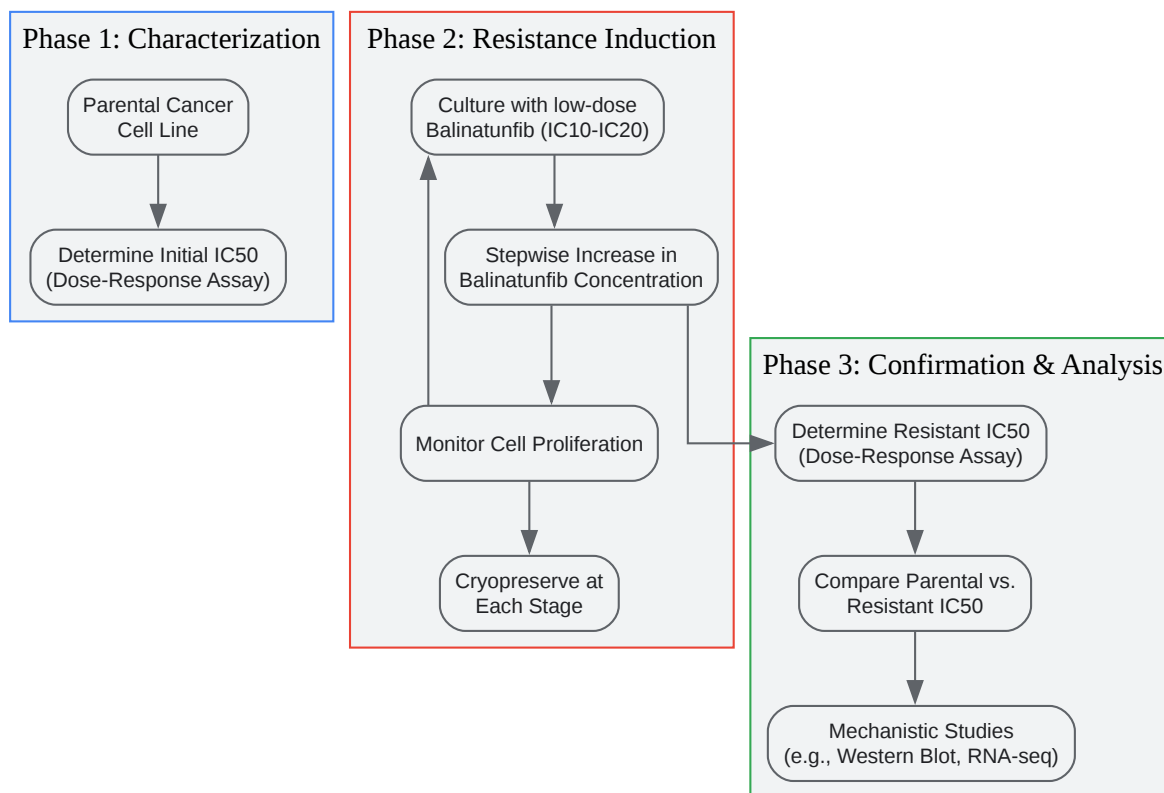 Phase 1: Characterization
Parental Cancer
Cell Line
Determine Initial IC50
(Dose-Response Assay)
Phase 2: Resistance Induction
Culture with low-dose
Balinatunfib (IC10-IC20)
Stepwise Increase in
Balinatunfib Concentration
Monitor Cell Proliferation
Cryopreserve at
Each Stage
Phase 3: Confirmation & Analysis
Determine Resistant IC50
(Dose-Response Assay)
Compare Parental vs.
Resistant IC50
Mechanistic Studies
(e.g., Western Blot, RNA-seq)